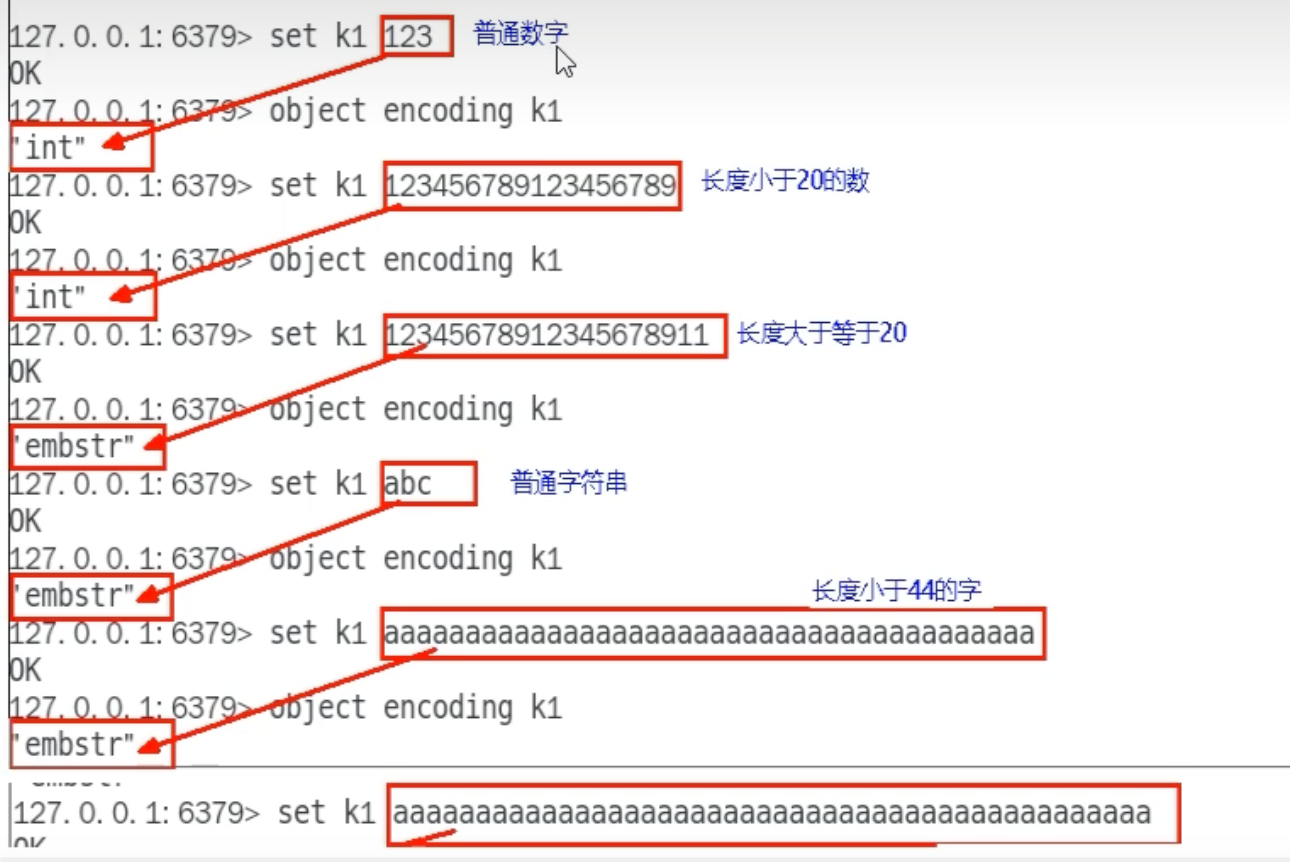 127.0.0.1:6379> set k1 123 普通数字
OK
127.0.0.1:6379> object encoding k1
"int"
127.0.0.1:6379> set k1 123456789123456789 长度小于20的数
OK
127.0.0.1:6379> object encoding k1
"int"
127.0.0.1:6379> set k1 12345678912345678911 长度大于等于20
OK
127.0.0.1:6379> object encoding k1
"embstr"
127.0.0.1:6379> set k1 abc 普通字符串
OK
127.0.0.1:6379> object encoding k1
"embstr"
长度小于44的字
127.0.0.1:6379> set k1 aaaaaaaaaaaaaaaaaaaaaaaaaaaaaaaaaaaaaaaa
OK
127.0.0.1:6379> object encoding k1
"embstr"
127.0.0.1:6379> set k1 aaaaaaaaaaaaaaaaaaaaaaaaaaaaaaaaaaaaaaaaaaaaaa
OK